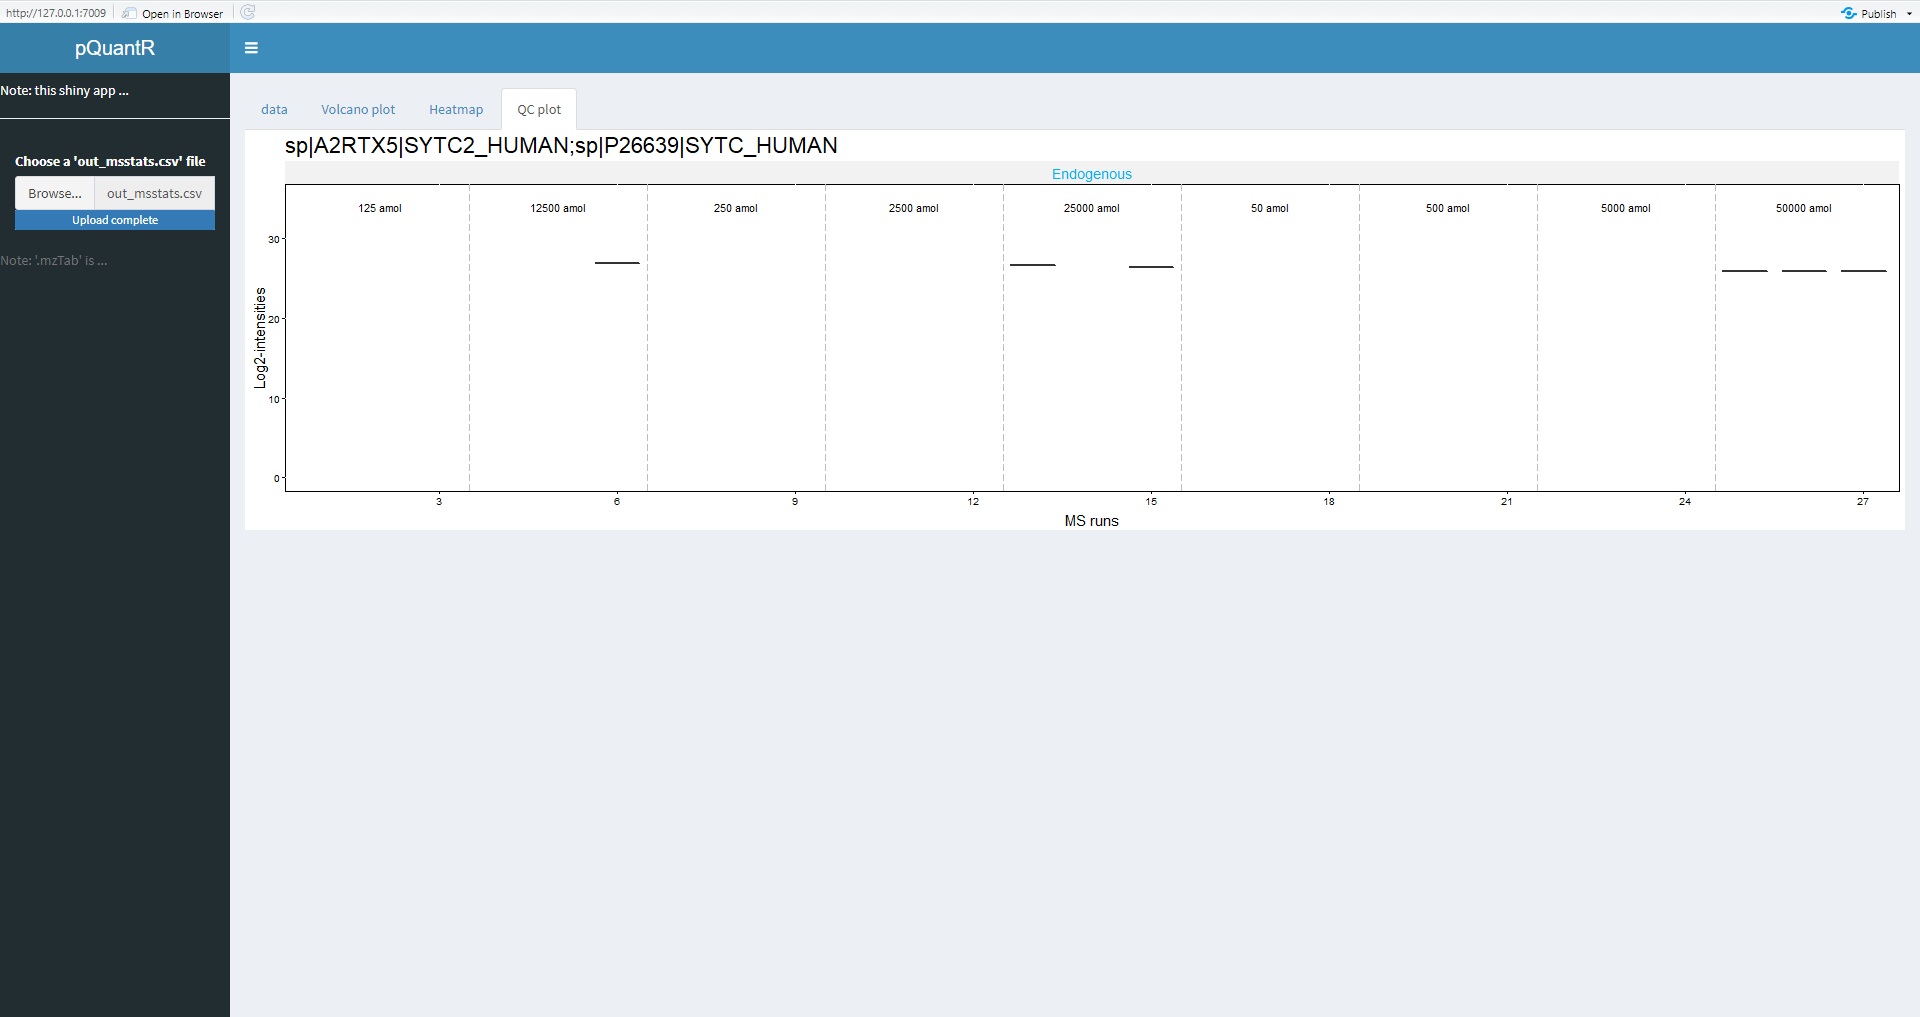 http://127.0.0.1:7009 Open in Browser Publish
pQuantR
Note: this shiny app ...
data Volcano plot Heatmap QC plot
Choose a 'out_msstats.csv' file
Browse... out_msstats.csv
Upload complete
Note: '.mzTab' is ...
sp|A2RTX5|SYTC2_HUMAN;sp|P26639|SYTC_HUMAN
Endogenous
125 amol 12500 amol 250 amol 2500 amol 25000 amol 50 amol 500 amol 5000 amol 50000 amol
30
20
10
0
Log2-intensities
3 6 9 12 15 18 21 24 27
MS runs